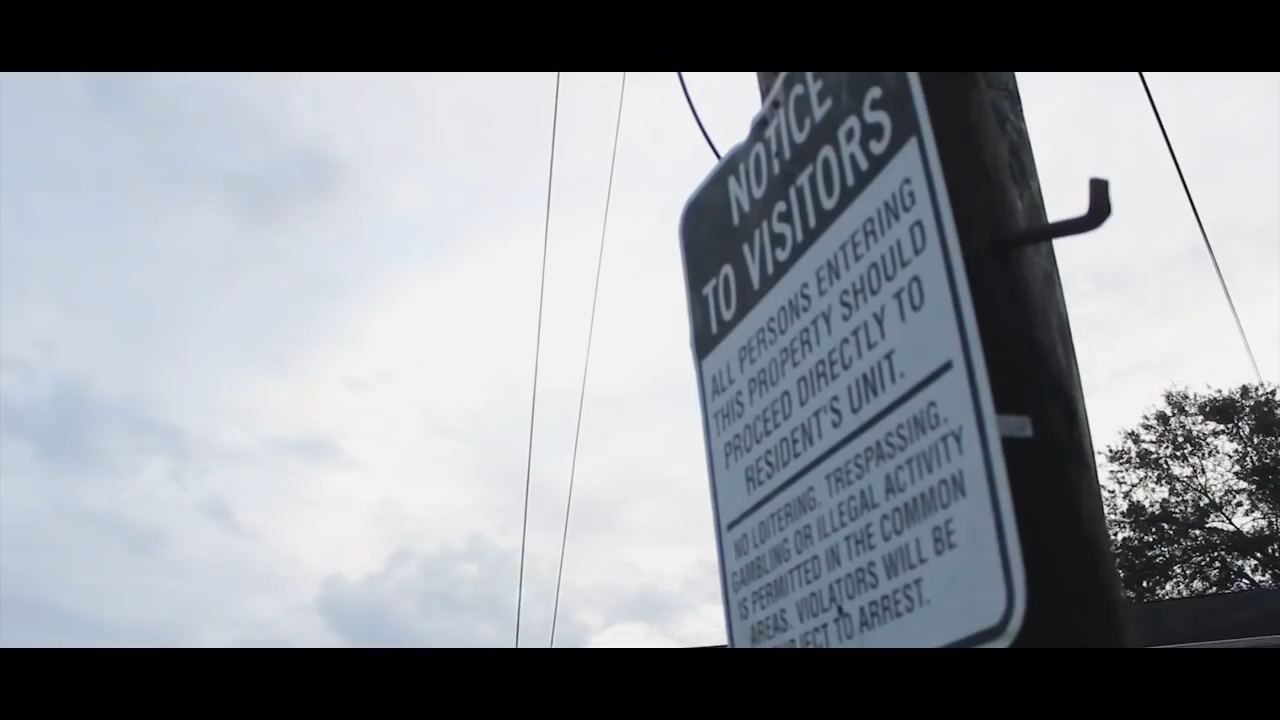 NOTICE
TO VISITORS
ALL PERSONS ENTERING
THIS PROPERTY SHOULD
PROCEED DIRECTLY TO
RESIDENT'S UNIT.
NO LOITERING, TRESPASSING,
GAMBLING OR ILLEGAL ACTIVITY
IS PERMITTED IN THE COMMON
AREAS. VIOLATORS WILL BE
TO ARREST.